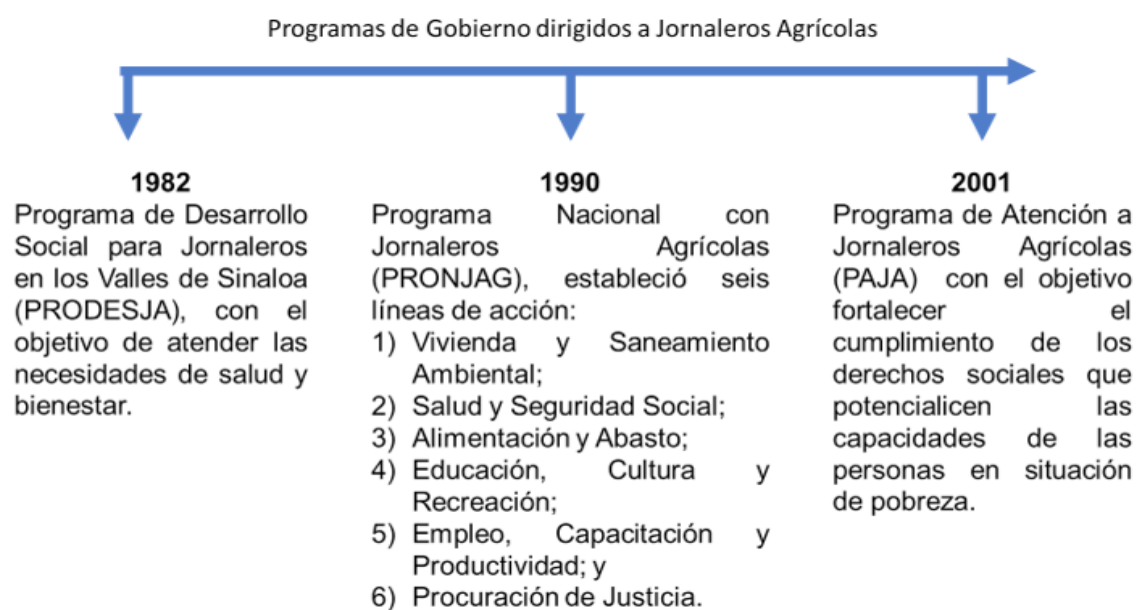 Programas de Gobierno dirigidos a Jornaleros Agrícolas
1982
Programa de Desarrollo
Social para Jornaleros
en los Valles de Sinaloa
(PRODESJA), con el
objetivo de atender las
necesidades de salud y
bienestar.
1990
Programa Nacional con
Jornaleros Agrícolas
(PRONJAG), estableció seis
líneas de acción:
1) Vivienda y Saneamiento
Ambiental;
2) Salud y Seguridad Social;
3) Alimentación y Abasto;
4) Educación, Cultura y
Recreación;
5) Empleo, Capacitación y
Productividad; y
6) Procuración de Justicia.
2001
Programa de Atención a
Jornaleros Agrícolas
(PAJA) con el objetivo
fortalecer el
cumplimiento de los
derechos sociales que
potencialicen las
capacidades de las
personas en situación
de pobreza.